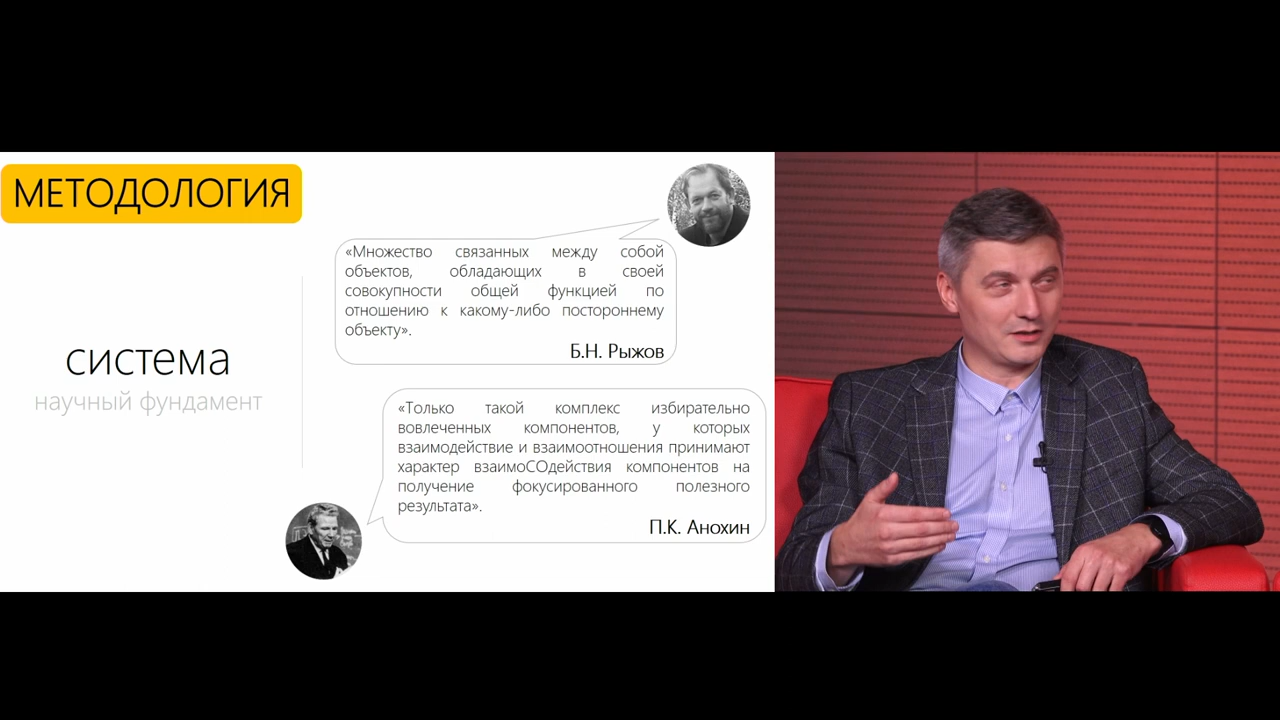 МЕТОДОЛОГИЯ
«Множество связанных между собой
объектов, обладающих в своей
совокупности общей функцией по
отношению к какому-либо постороннему
объекту».
Б.Н. Рыжов
система
научный фундамент
«Только такой комплекс избирательно
вовлеченных компонентов, у которых
взаимодействие и взаимоотношения принимают
характер взаимоСОдействия компонентов на
получение фокусированного полезного
результата».
П.К. Анохин